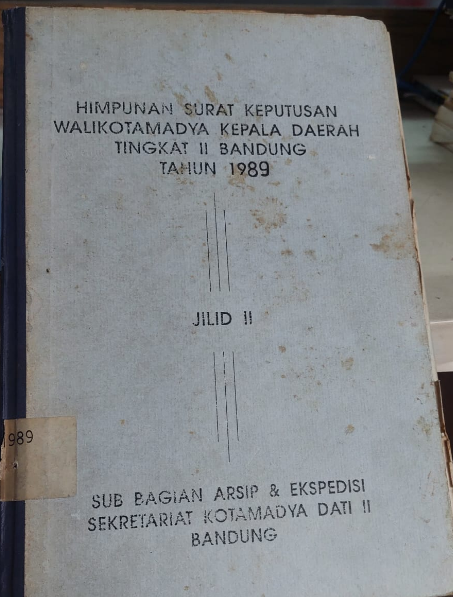 HIMPUNAN SURAT KEPUTUSAN
WALIKOTAMADYA KEPALA DAERAH
TINGKAT II BANDUNG
TAHUN 1989
JILID II
1989
SUB BAGIAN ARSIP & EKSPEDISI
SEKRETARIAT KOTAMADYA DATI II
BANDUNG